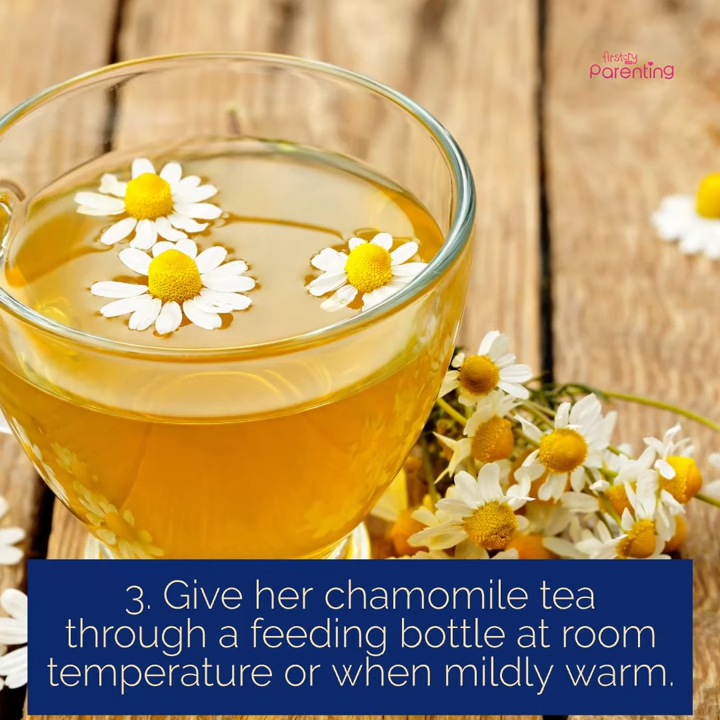 firstcry
Parenting
3. Give her chamomile tea
through a feeding bottle at room
temperature or when mildly warm.